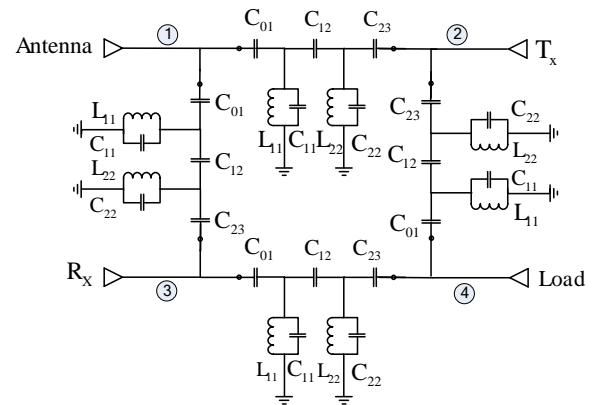 C01 C12 C23
Antenna 1 2 Tx
C01 C23
L11 C11 L22 C22
L11 C11 C22 L22
C12 C12
L22 C22 C11 L11
C23 C01
C01 C12 C23
Rx 3 4 Load
L11 C11 L22 C22